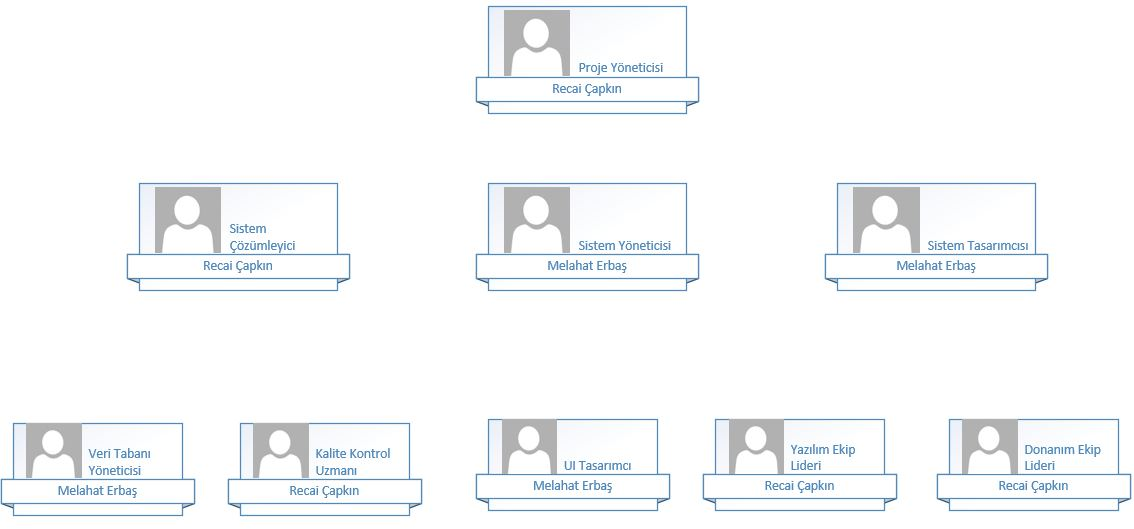 Proje Yöneticisi
Recai Çapkın
Sistem
Çözümleyici
Recai Çapkın
Sistem Yöneticisi
Melahat Erbaş
Sistem Tasarımcısı
Melahat Erbaş
Veri Tabanı
Yöneticisi
Melahat Erbaş
Kalite Kontrol
Uzmanı
Recai Çapkın
UI Tasarımcı
Melahat Erbaş
Yazılım Ekip
Lideri
Recai Çapkın
Donanım Ekip
Lideri
Recai Çapkın